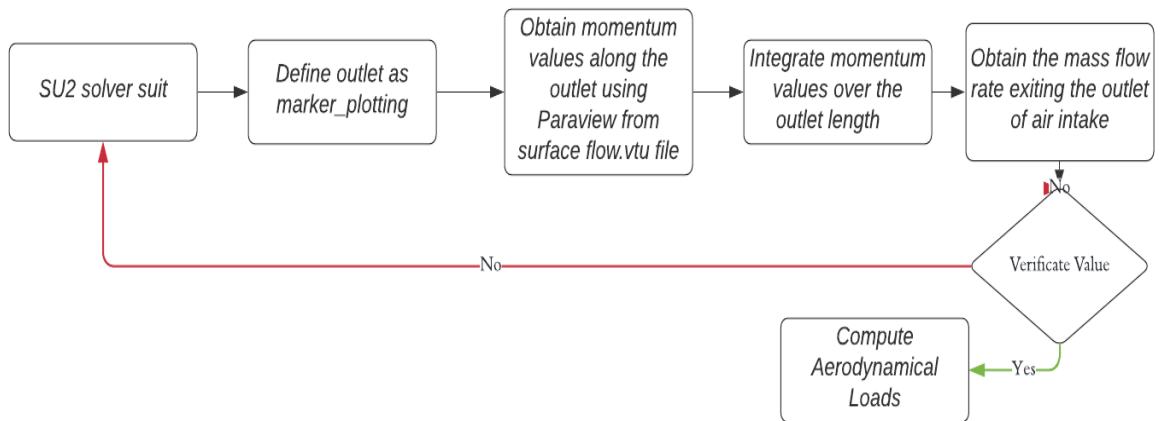 SU2 solver suit
Define outlet as
marker_plotting
Obtain momentum
values along the
outlet using
Paraview from
surface flow.vtu file
Integrate momentum
values over the
outlet length
Obtain the mass flow
rate exiting the outlet
of air intake
No
Verificate Value
No
Yes
Compute
Aerodynamical
Loads